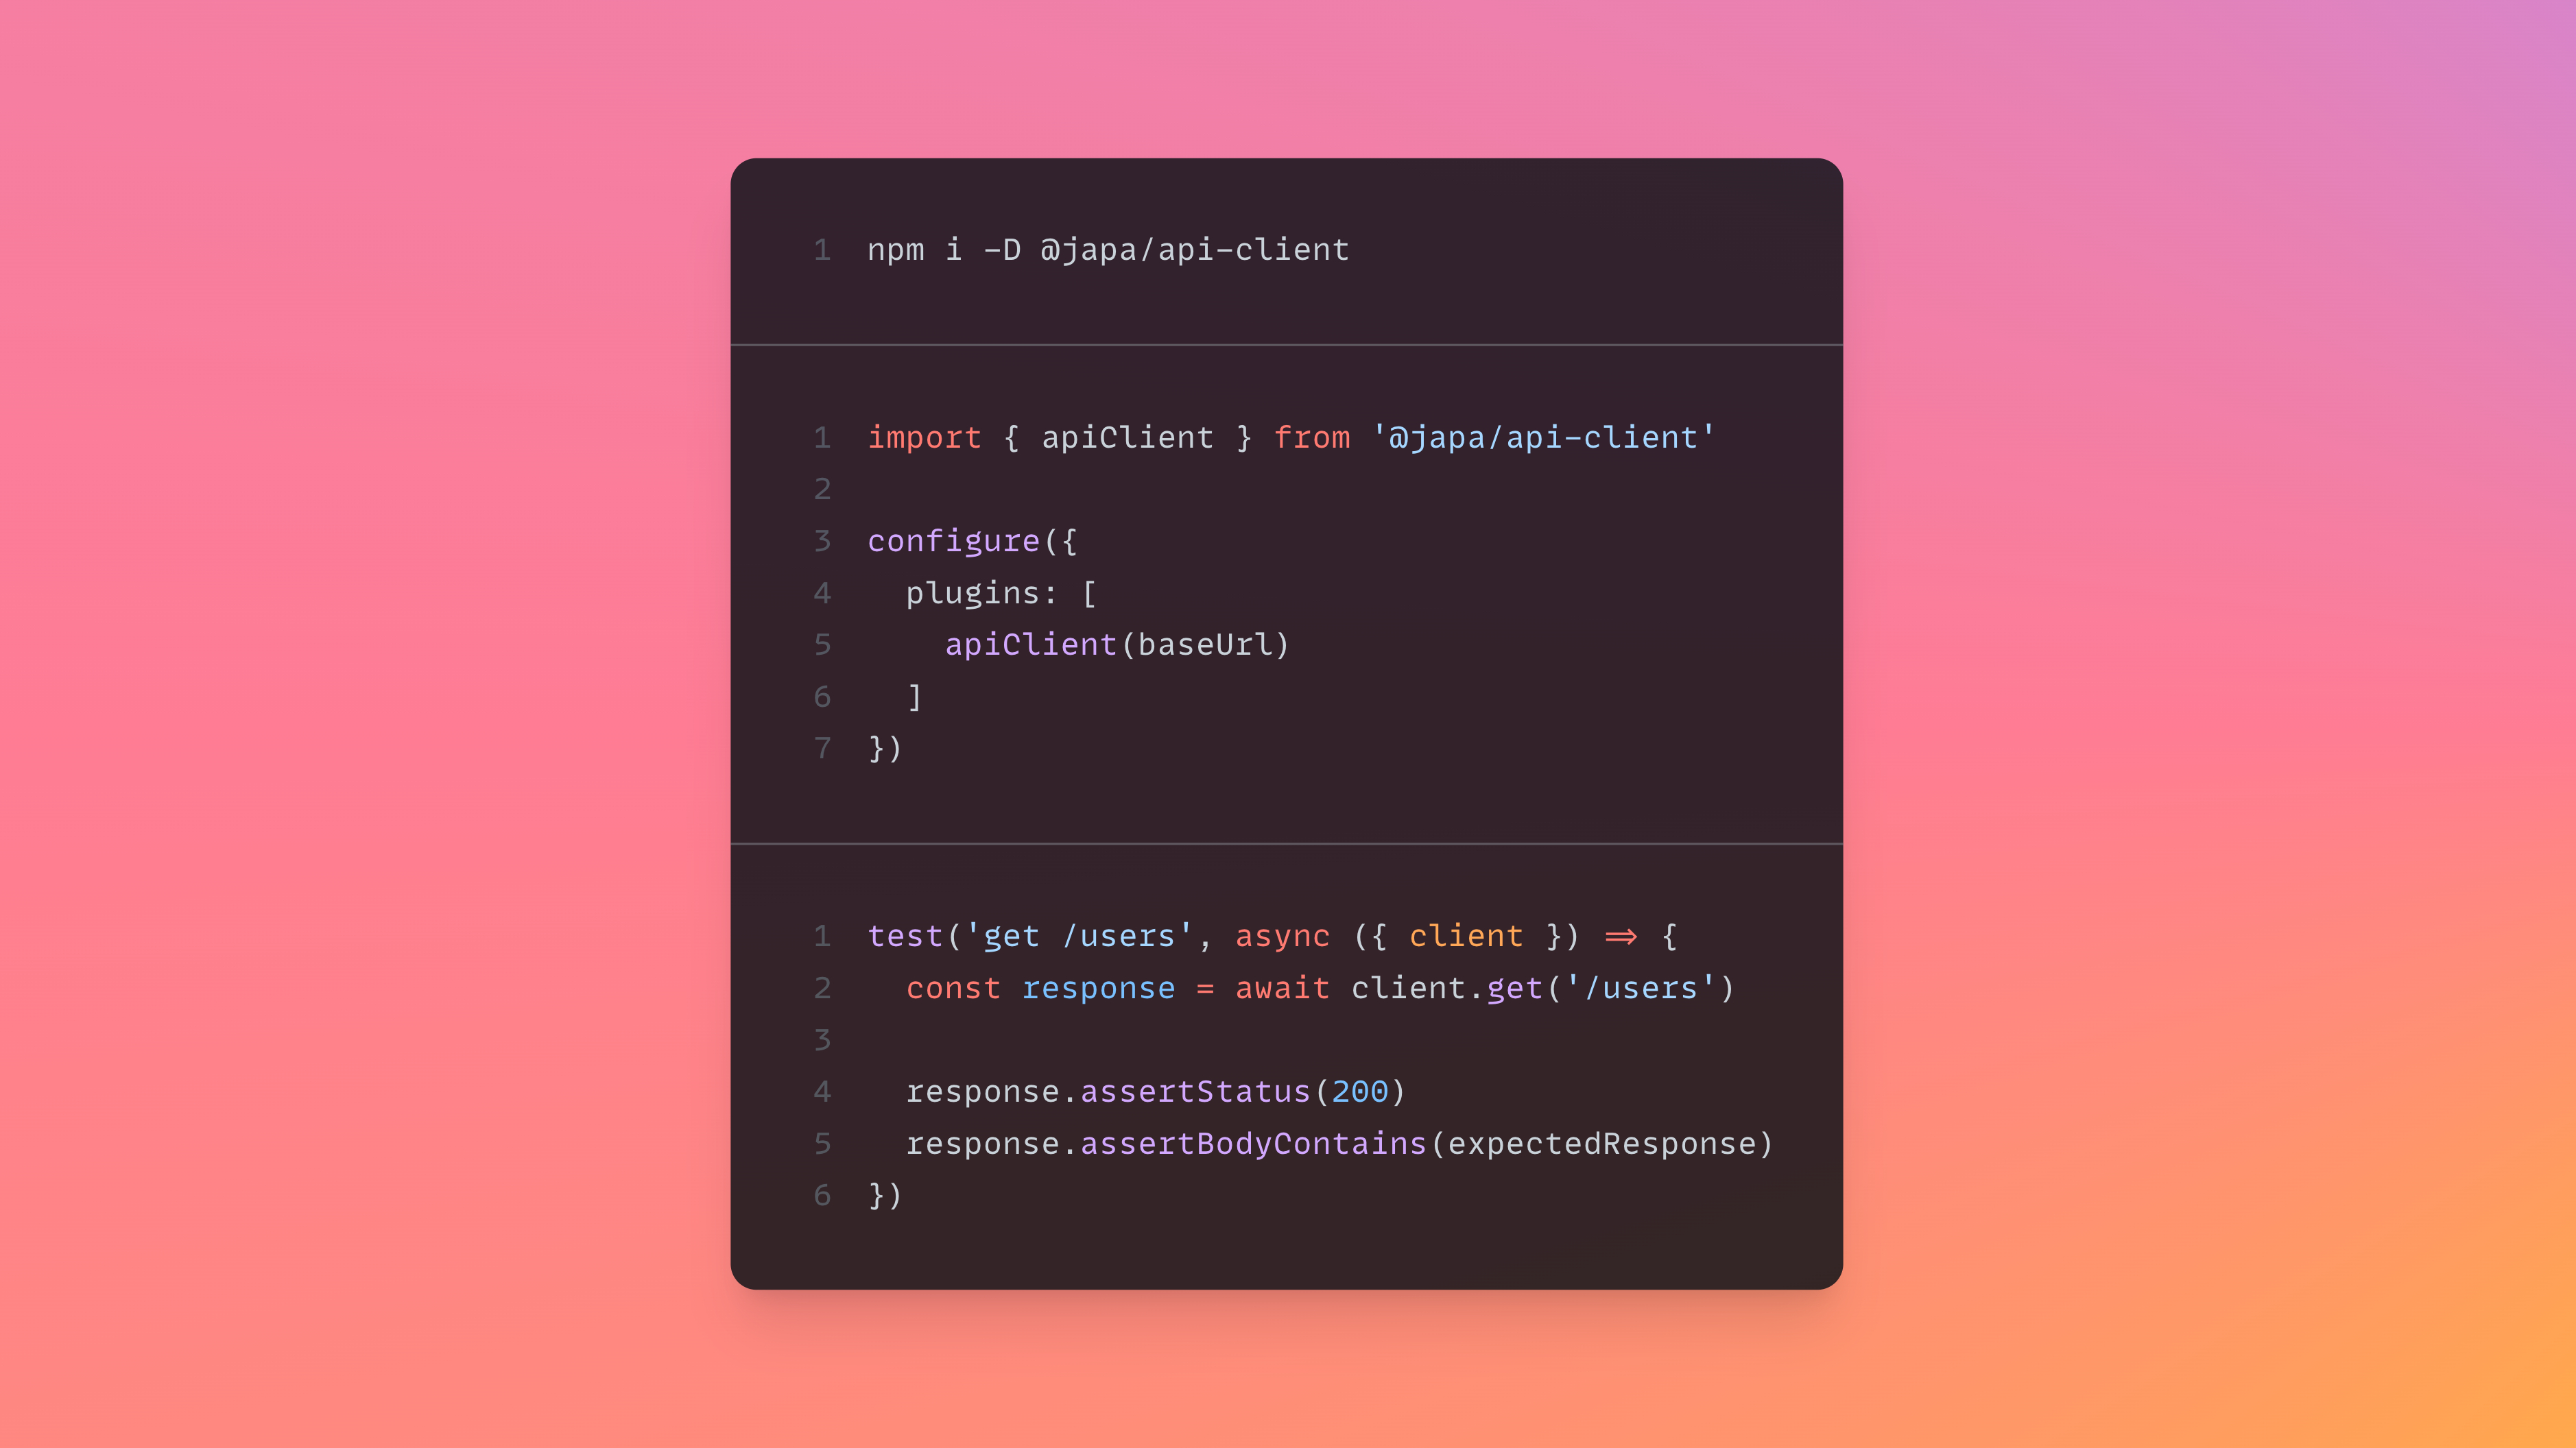 1 npm i -D @japa/api-client
1 import { apiClient } from '@japa/api-client'
2
3 configure({
4   plugins: [
5     apiClient(baseUrl)
6   ]
7 })
1 test('get /users', async ({ client }) => {
2   const response = await client.get('/users')
3
4   response.assertStatus(200)
5   response.assertBodyContains(expectedResponse)
6 })